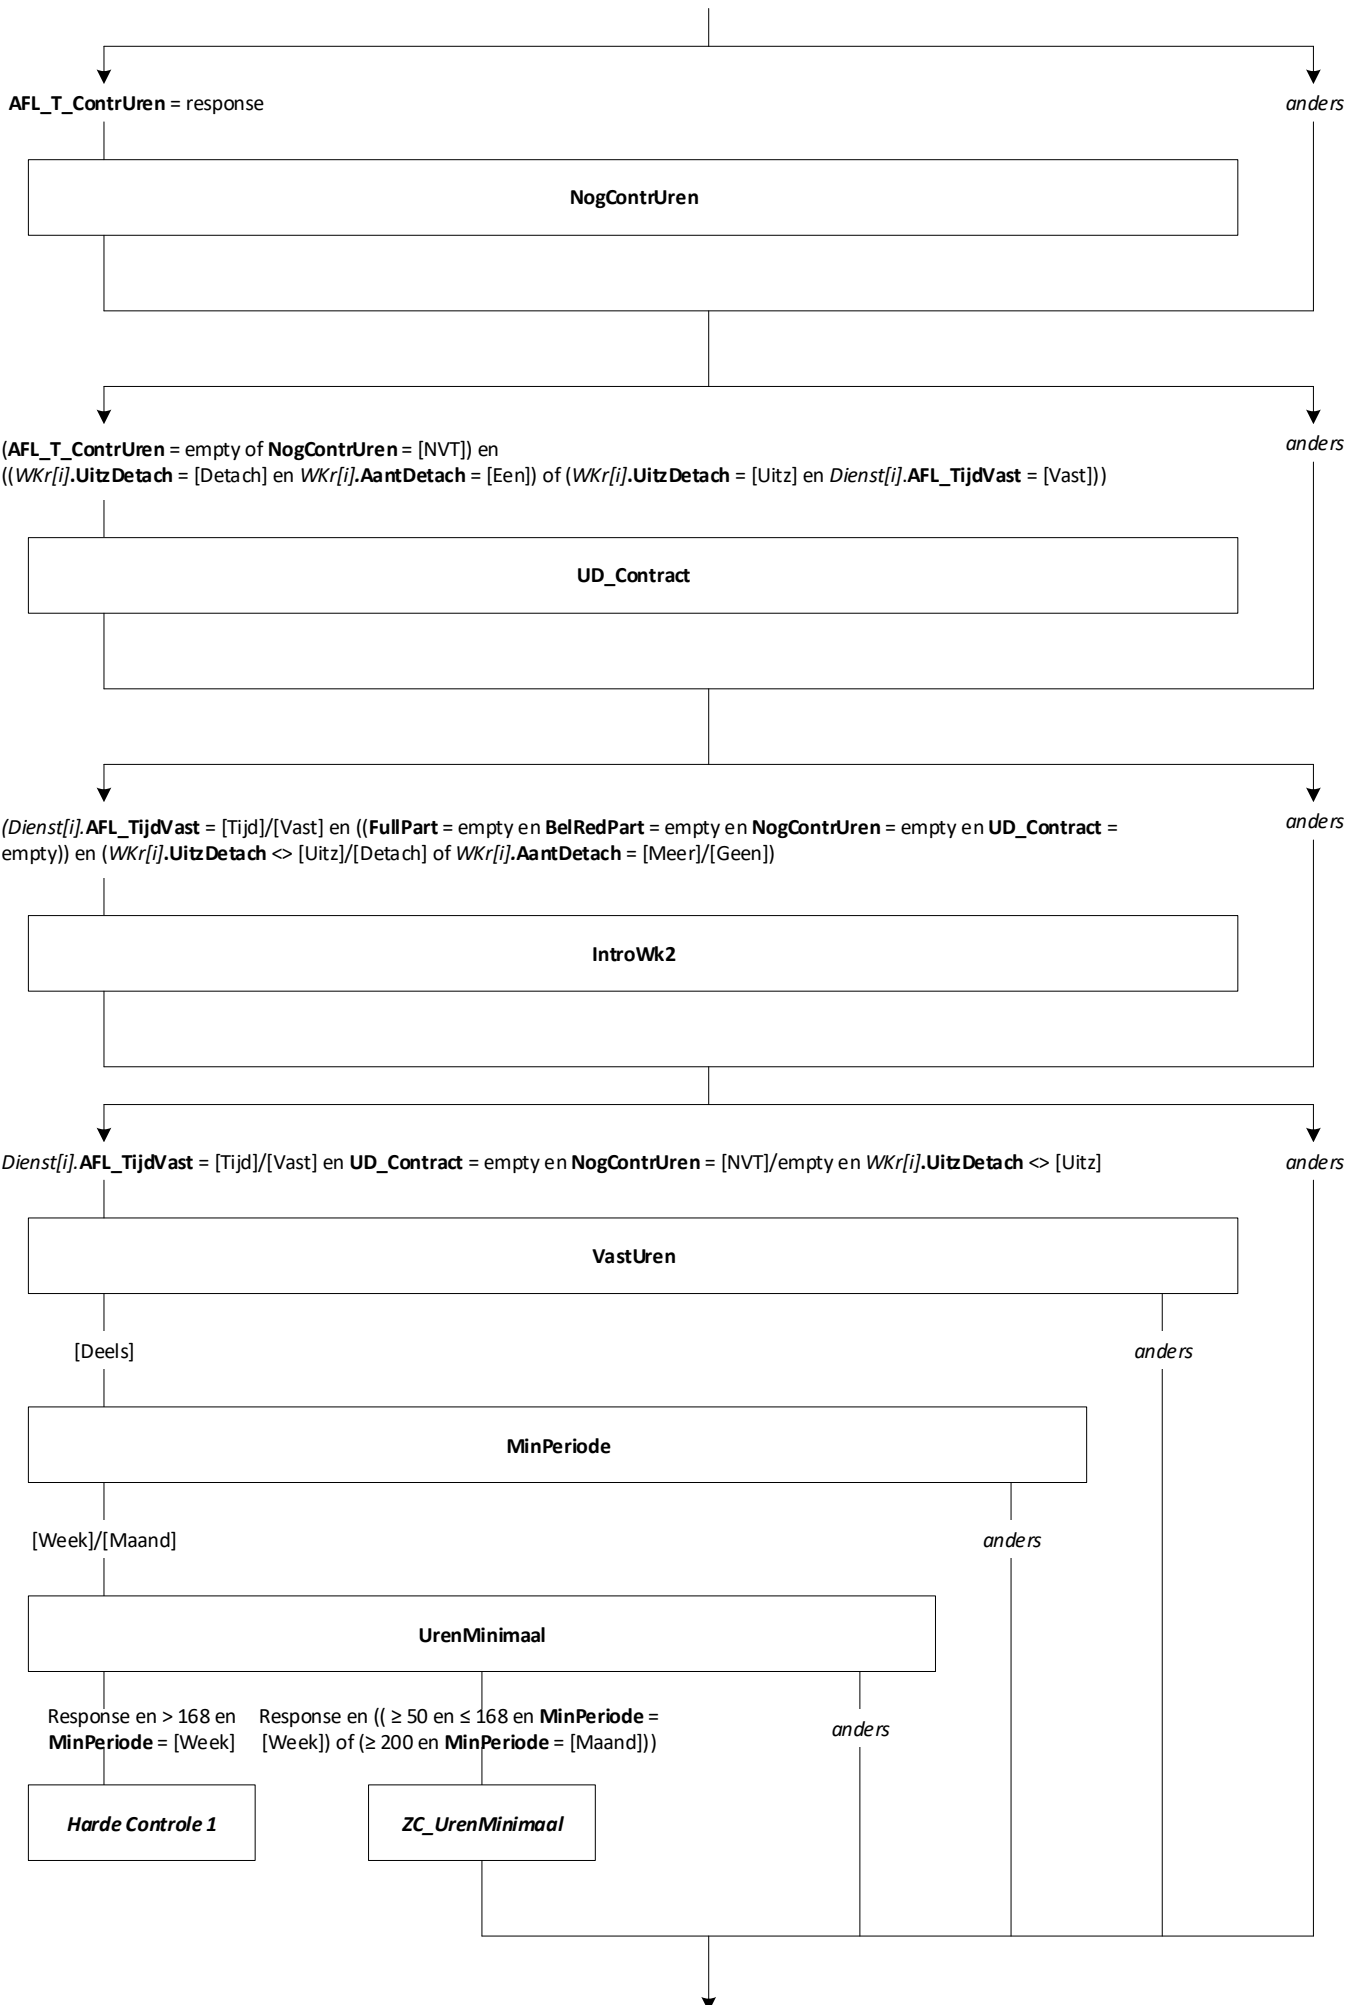 AFL_T_ContrUren = response
anders
NogContrUren
(AFL_T_ContrUren = empty of NogContrUren = [NVT]) en
((WKr[i].UitzDetach = [Detach] en WKr[i].AantDetach = [Een]) of (WKr[i].UitzDetach = [Uitz] en Dienst[i].AFL_TijdVast = [Vast]))
anders
UD_Contract
(Dienst[i].AFL_TijdVast = [Tijd]/[Vast] en ((FullPart = empty en BelRedPart = empty en NogContrUren = empty en UD_Contract =
empty)) en (WKr[i].UitzDetach <> [Uitz]/[Detach] of WKr[i].AantDetach = [Meer]/[Geen])
anders
IntroWk2
Dienst[i].AFL_TijdVast = [Tijd]/[Vast] en UD_Contract = empty en NogContrUren = [NVT]/empty en WKr[i].UitzDetach <> [Uitz]
anders
VastUren
[Deels]
anders
MinPeriode
[Week]/[Maand]
anders
UrenMinimaal
Response en > 168 en
MinPeriode = [Week]
Response en (( ≥ 50 en ≤ 168 en MinPeriode =
[Week]) of (≥ 200 en MinPeriode = [Maand]))
anders
Harde Controle 1
ZC_UrenMinimaal